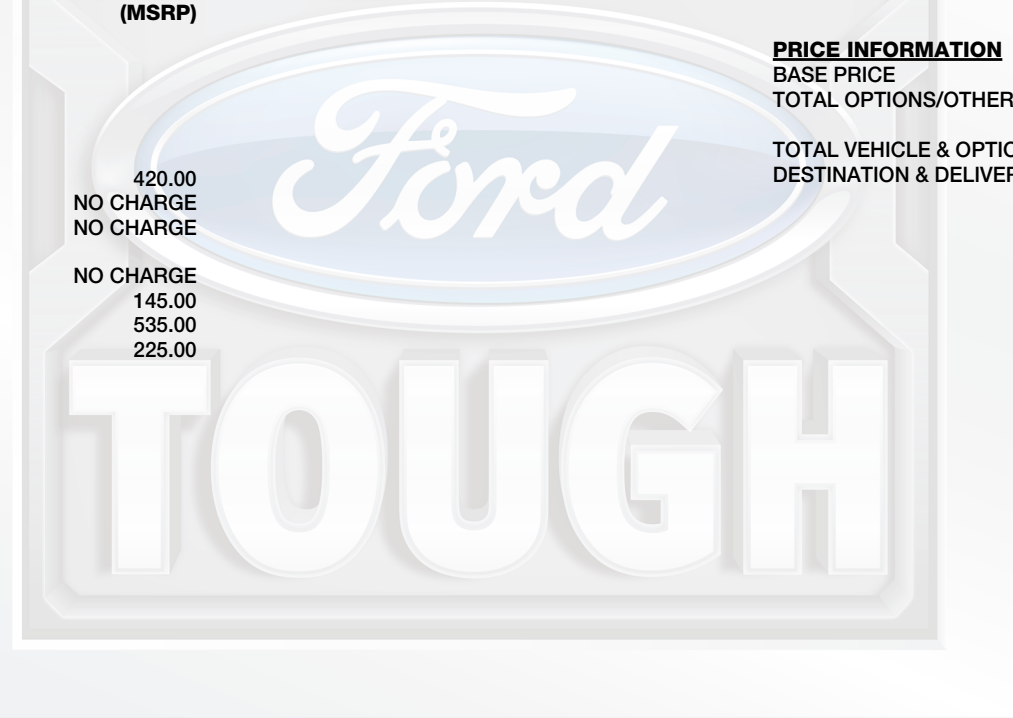 (MSRP)
420.00
NO CHARGE
NO CHARGE
NO CHARGE
145.00
535.00
225.00
PRICE INFORMATION
BASE PRICE
TOTAL OPTIONS/OTHER
TOTAL VEHICLE & OPTIO
DESTINATION & DELIVER
Ford
TOUGH